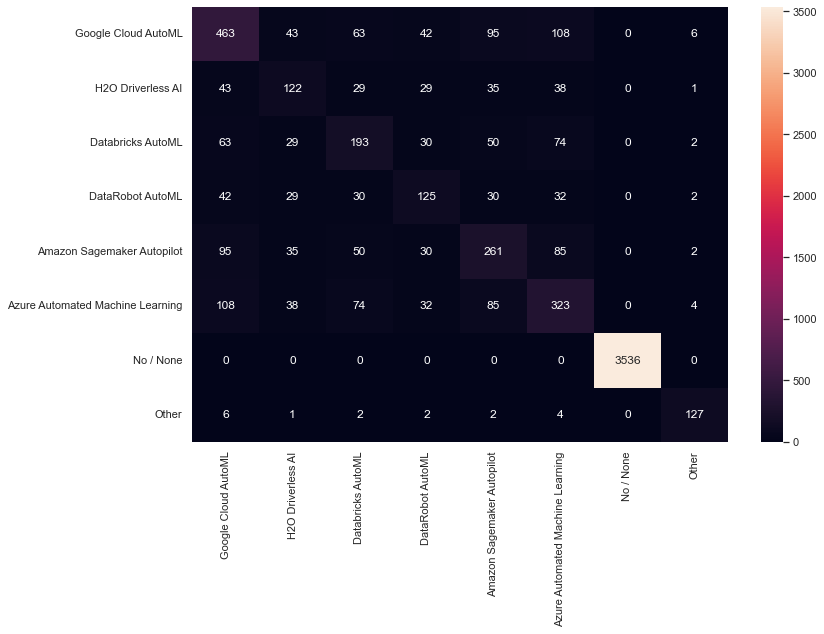 Google Cloud AutoML 463 43 63 42 95 108 0 6
H2O Driverless AI 43 122 29 29 35 38 0 1
Databricks AutoML 63 29 193 30 50 74 0 2
DataRobot AutoML 42 29 30 125 30 32 0 2
Amazon Sagemaker Autopilot 95 35 50 30 261 85 0 2
Azure Automated Machine Learning 108 38 74 32 85 323 0 4
No / None 0 0 0 0 0 0 3536 0
Other 6 1 2 2 2 4 0 127
Google Cloud AutoML
H2O Driverless AI
Databricks AutoML
DataRobot AutoML
Amazon Sagemaker Autopilot
Azure Automated Machine Learning
No / None
Other
3500
3000
2500
2000
1500
1000
500
0